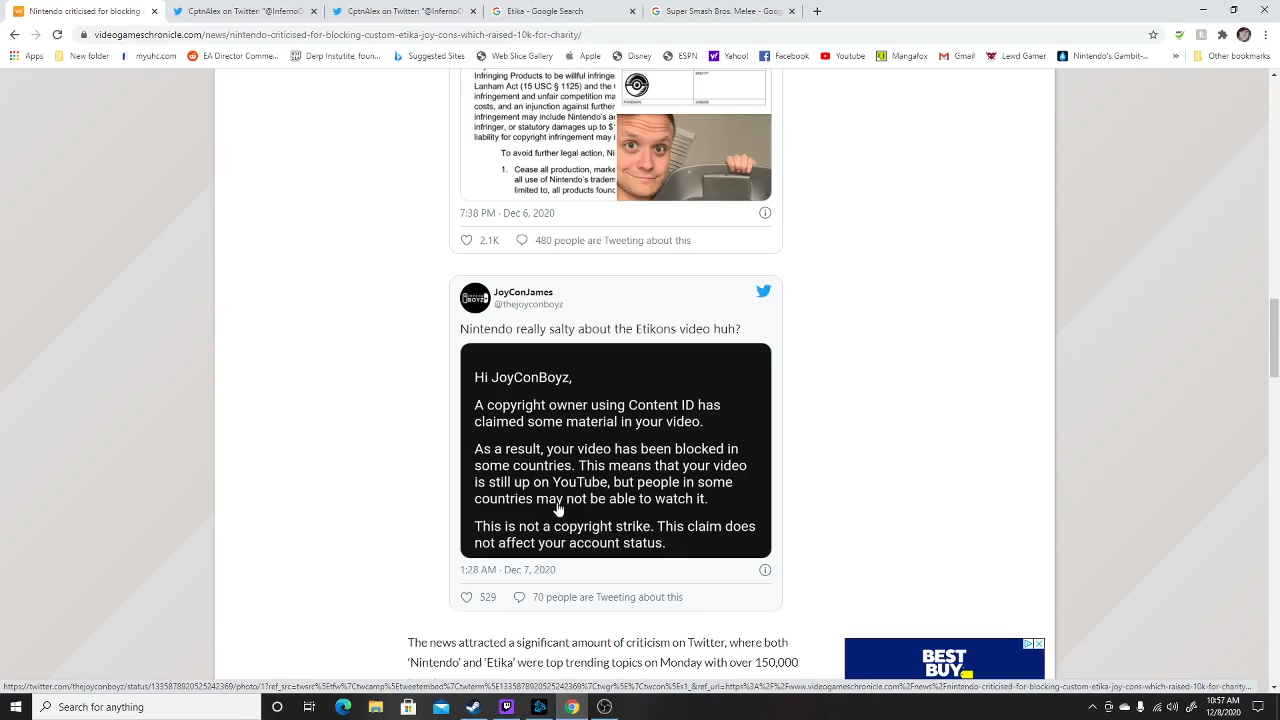 Nintendo criticised for blocking c
CptnAlex on Twitter: "@InfernoC
CptnAlex on Twitter: "@InfernoC
Etika - Google Search
Super Smash Bros. Melee - Goog
videogameschronicle.com/news/nintendo-criticised-for-blocking-custom-etika-joy-cons-which-raised-10k-for-charity/
Apps
New folder
myuhc.com
EA Director Comme...
Derp Institute, foun...
Suggested Sites
Web Slice Gallery
Apple
Disney
ESPN
Yahoo!
Facebook
Youtube
Mangafox
Gmail
Lewd Gamer
Nintendo's Gambit-...
»
Other bookmarks
Infringing Products to be willful infringe
Lanham Act (15 USC § 1125) and the
infringement and unfair competition ma
costs, and an injunction against further
infringement may include Nintendo's a
infringer, or statutory damages up to $
liability for copyright infringement may i
To avoid further legal action, Ni
1. Cease all production, marke
all use of Nintendo's tradem
limited to, all products found
7:38 PM · Dec 6, 2020
2.1K
480 people are Tweeting about this
JoyConJames
@thejoyconboyz
Nintendo really salty about the Etikons video huh?
Hi JoyConBoyz,
A copyright owner using Content ID has
claimed some material in your video.
As a result, your video has been blocked in
some countries. This means that your video
is still up on YouTube, but people in some
countries may not be able to watch it.
This is not a copyright strike. This claim does
not affect your account status.
1:28 AM · Dec 7, 2020
529
70 people are Tweeting about this
The news attracted a significant amount of criticism on Twitter, where both
'Nintendo' and 'Etika' were top trending topics on Monday with over 150,000
BEST
BUY
Search for anything
10:57 AM
12/8/2020